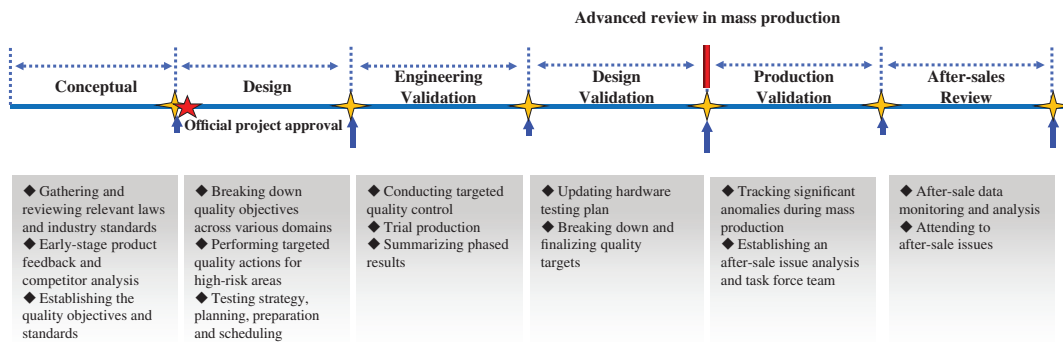 Advanced review in mass production
Conceptual
Design
Engineering
Validation
Design
Validation
Production
Validation
After-sales
Review
Official project approval
◆ Gathering and
reviewing relevant laws
and industry standards
◆ Early-stage product
feedback and
competitor analysis
◆ Establishing the
quality objectives and
standards
◆ Breaking down
quality objectives
across various domains
◆ Performing targeted
quality actions for
high-risk areas
◆ Testing strategy,
planning, preparation
and scheduling
◆ Conducting targeted
quality control
◆ Trial production
◆ Summarizing phased
results
◆ Updating hardware
testing plan
◆ Breaking down and
finalizing quality
targets
◆ Tracking significant
anomalies during mass
production
◆ Establishing an
after-sale issue analysis
and task force team
◆ After-sale data
monitoring and analysis
◆ Attending to
after-sale issues